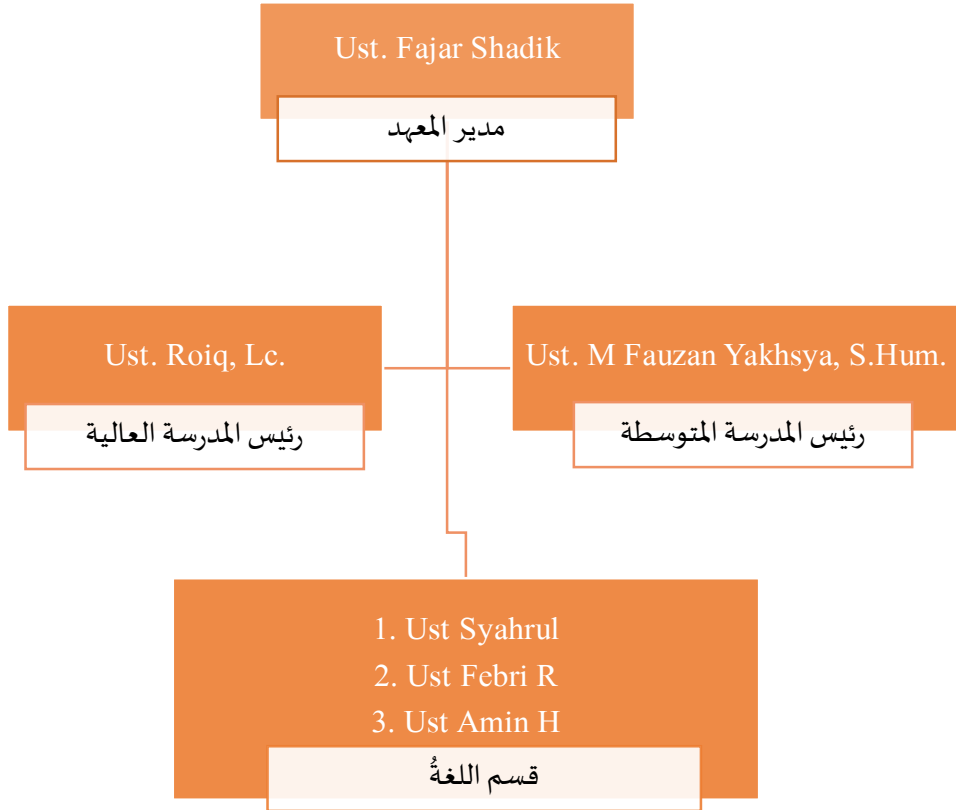 Ust. Fajar Shadik
مدير المعهد
Ust. Roiq, Lc.
رئيس المدرسة العالية
Ust. M Fauzan Yakhsya, S.Hum.
رئيس المدرسة المتوسطة
1. Ust Syahrul
2. Ust Febri R
3. Ust Amin H
قسم اللغةُ